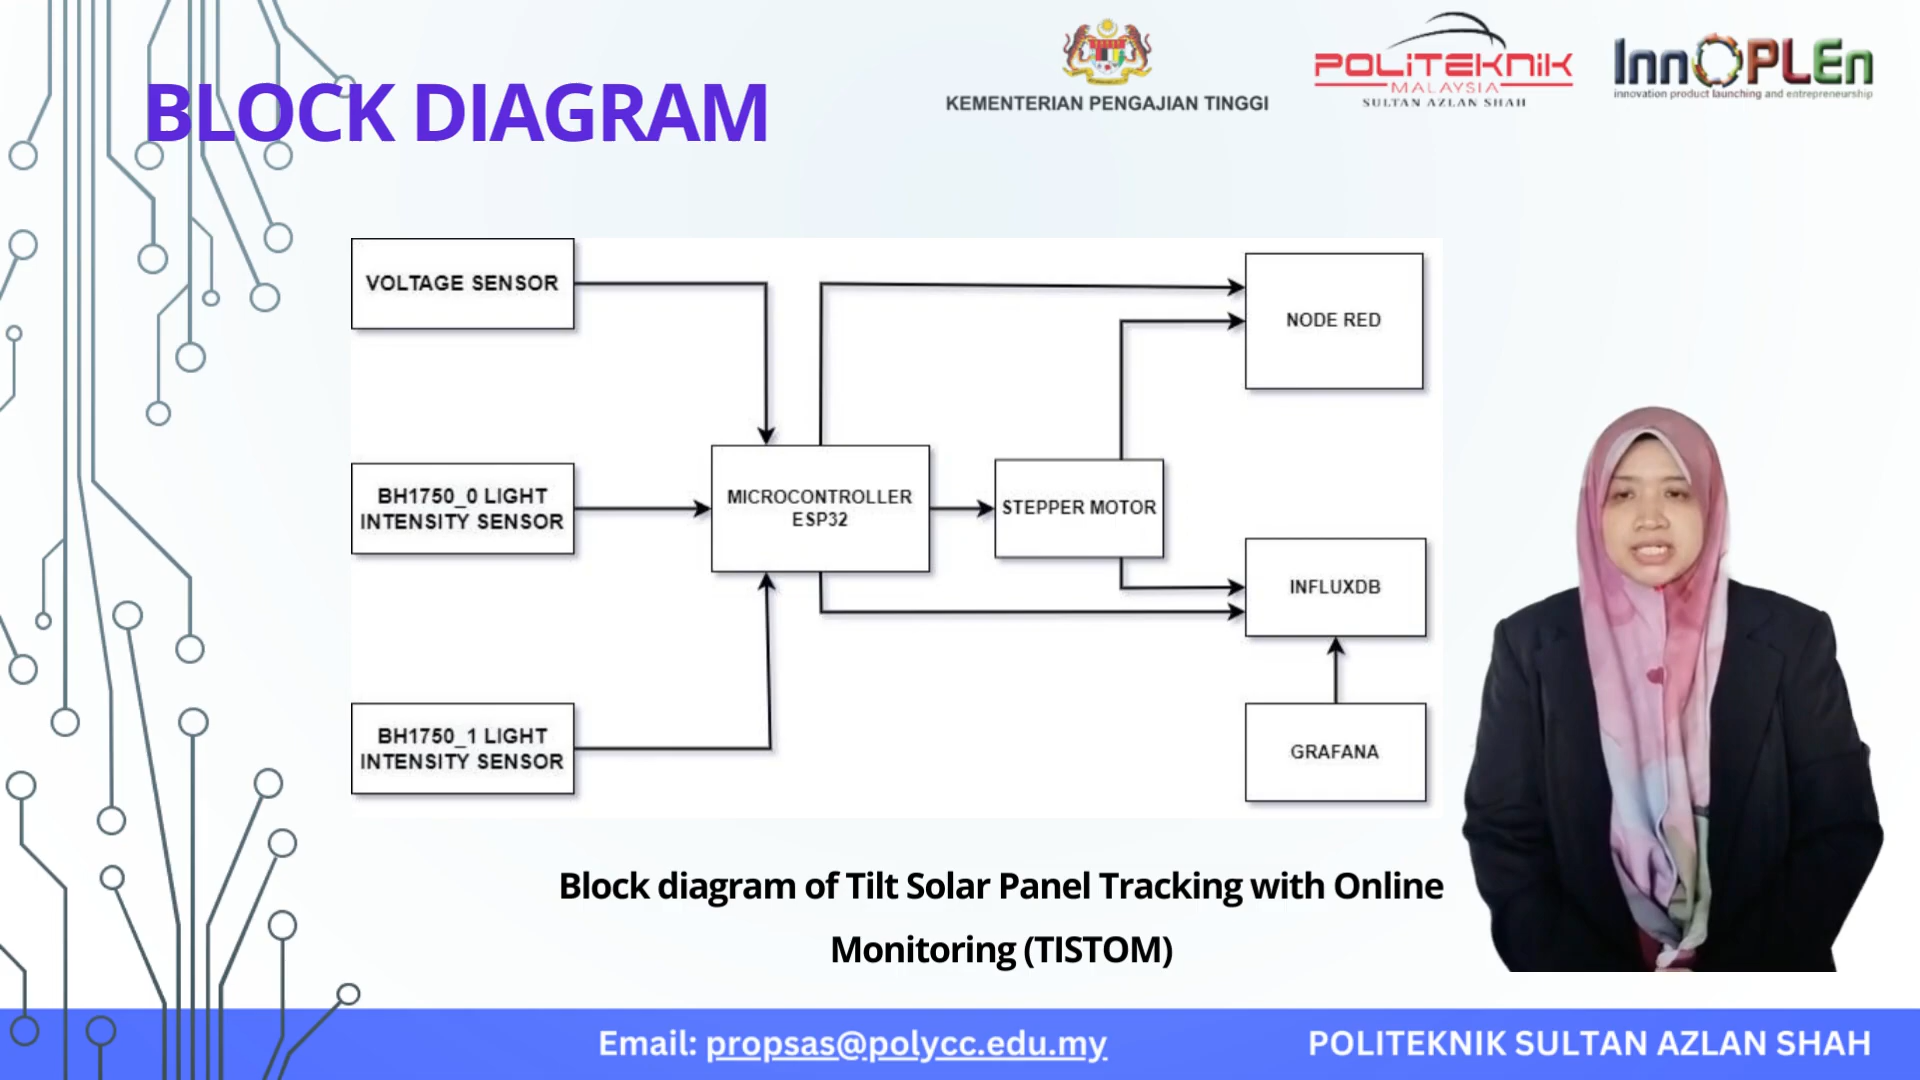 BLOCK DIAGRAM
KEMENTERIAN PENGAJIAN TINGGI
POLITEKNIK
MALAYSIA
SULTAN AZLAN SHAH
InnOPLEn
innovation product launching and entrepreneurship
VOLTAGE SENSOR
NODE RED
BH1750_0 LIGHT
INTENSITY SENSOR
MICROCONTROLLER
ESP32
STEPPER MOTOR
INFLUXDB
BH1750_1 LIGHT
INTENSITY SENSOR
GRAFANA
Block diagram of Tilt Solar Panel Tracking with Online
Monitoring (TISTOM)
Email: propsas@polycc.edu.my
POLITEKNIK SULTAN AZLAN SHAH